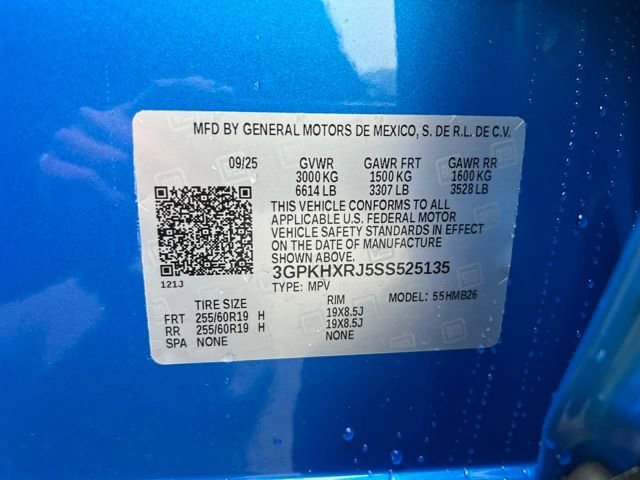 MFD BY GENERAL MOTORS DE MEXICO, S. DE R.L. DE C.V.
09/25 GVWR GAWR FRT GAWR RR
3000 KG 1500 KG 1600 KG
6614 LB 3307 LB 3528 LB
THIS VEHICLE CONFORMS TO ALL
APPLICABLE U.S. FEDERAL MOTOR
VEHICLE SAFETY STANDARDS IN EFFECT
ON THE DATE OF MANUFACTURE
SHOWN ABOVE.
3GPKHXRJ5SS525135
121J
TYPE: MPV
TIRE SIZE RIM MODEL: 55HMB26
FRT 255/60R19 H 19X8.5J
RR 255/60R19 H 19X8.5J
SPA NONE NONE